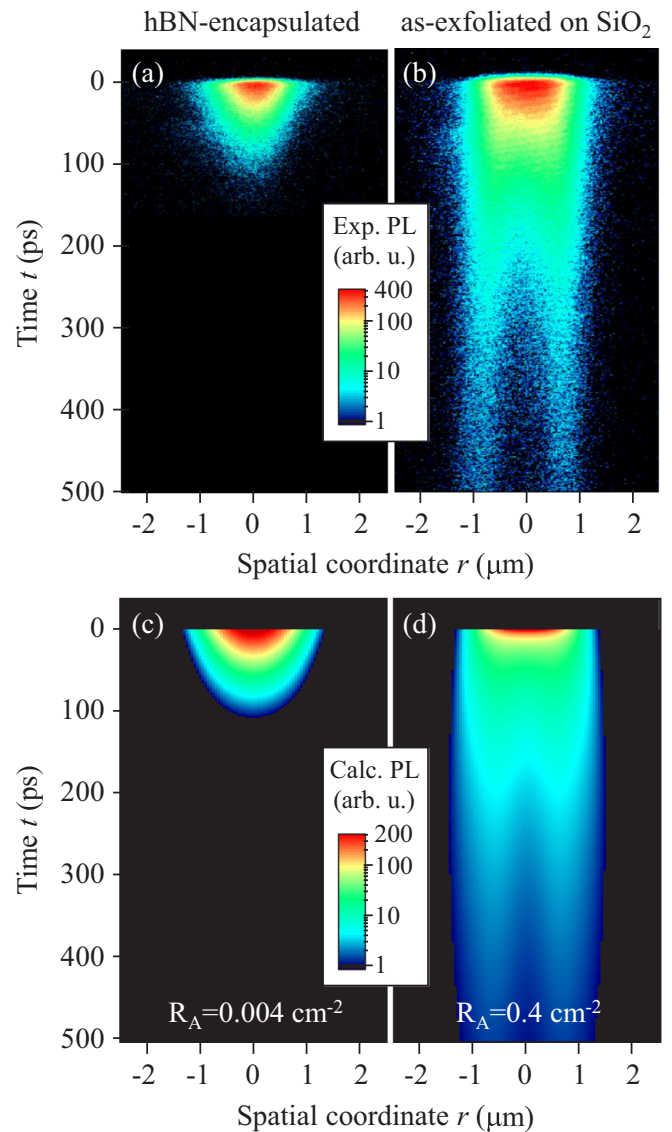 hBN-encapsulated
as-exfoliated on SiO₂
(a)
(b)
0
100
200
300
400
500
Time t (ps)
Exp. PL
(arb. u.)
400
100
10
1
-2 -1 0 1 2
-2 -1 0 1 2
Spatial coordinate r (μm)
(c)
(d)
0
100
200
300
400
500
Time t (ps)
Calc. PL
(arb. u.)
200
100
10
1
R_A=0.004 cm⁻²
R_A=0.4 cm⁻²
-2 -1 0 1 2
-2 -1 0 1 2
Spatial coordinate r (μm)